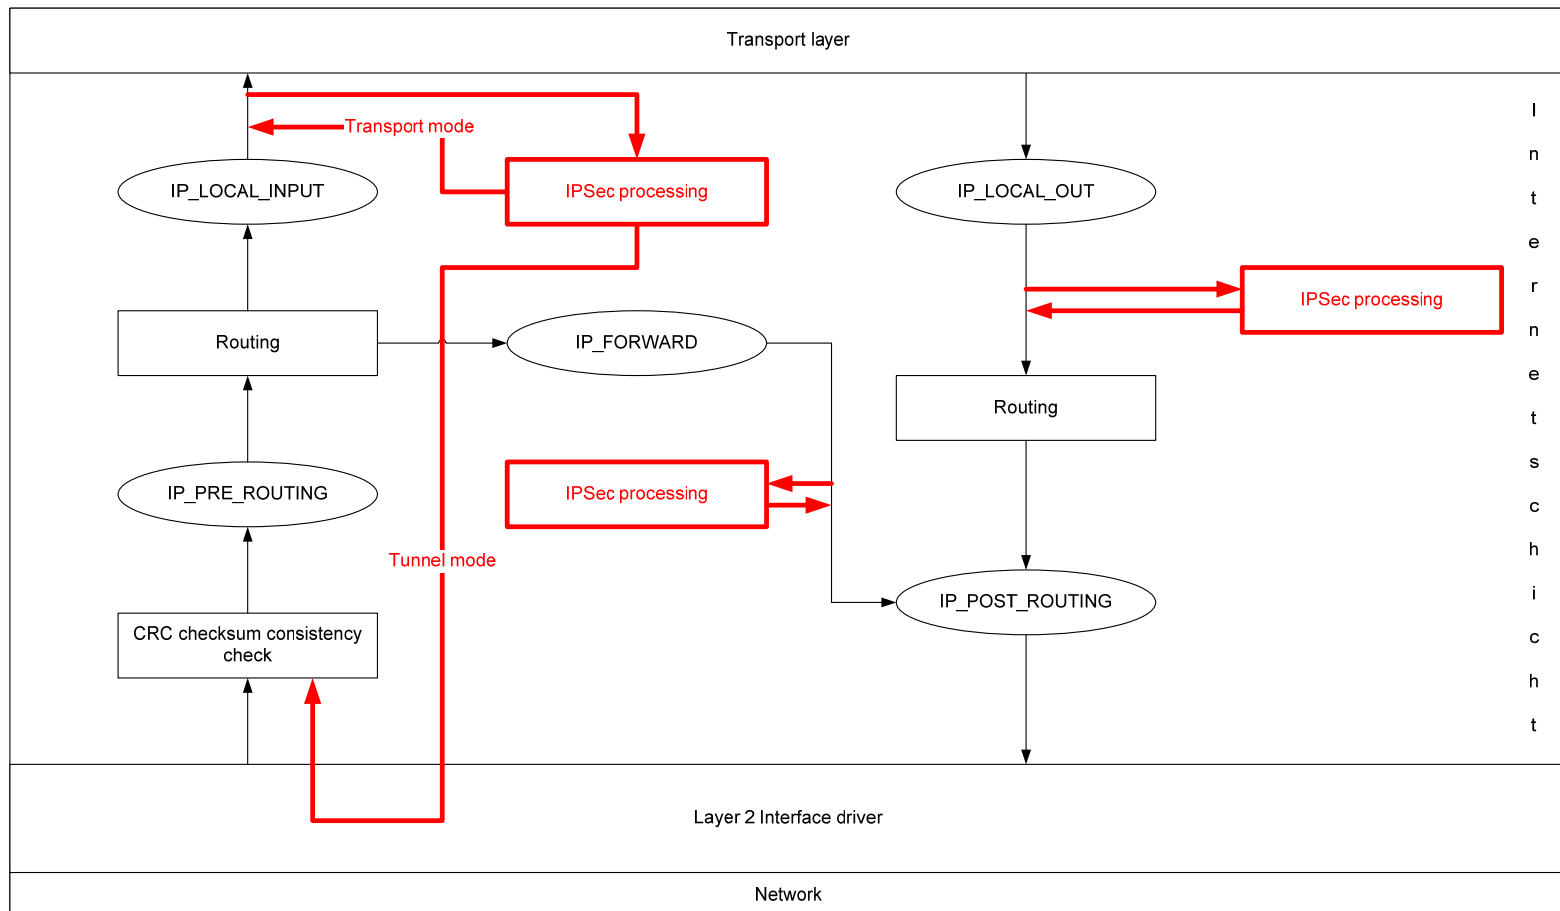 Transport layer
Transport mode
IP_LOCAL_INPUT
IPSec processing
IP_LOCAL_OUT
IPSec processing
Routing
IP_FORWARD
Routing
IP_PRE_ROUTING
IPSec processing
Tunnel mode
IP_POST_ROUTING
CRC checksum consistency
check
Internetschicht
Layer 2 Interface driver
Network